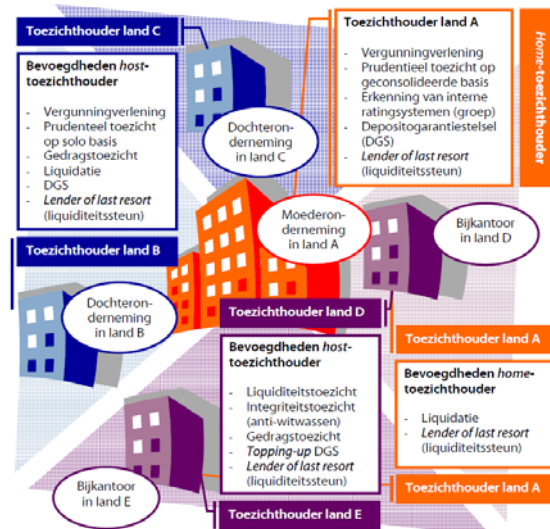 Toezichthouder land C
Bevoegdheden host-
toezichthouder
- Vergunningverlening
- Prudenteel toezicht
op solo basis
- Gedragstoezicht
- Liquidatie
- DGS
- Lender of last resort
(liquiditeitssteun)
Toezichthouder land B
Dochteron-
derneming
in land C
Toezichthouder land A
- Vergunningverlening
- Prudentieel toezicht op
geconsolideerde basis
- Erkenning van interne
ratingsystemen (groep)
- Depositogarantiestelsel
(DGS)
- Lender of last resort
(liquiditeitssteun)
Home-toezichthouder
Moederon-
derneming
in land A
Bijkantoor
in land D
Dochteron-
derneming
in land B
Toezichthouder land D
Bevoegdheden host-
toezichthouder
- Liquiditeitstoezicht
- Integriteitstoezicht
(anti-witwassen)
- Gedragstoezicht
- Topping-up DGS
- Lender of last resort
(liquiditeitssteun)
Toezichthouder land E
Toezichthouder land A
Bevoegdheden home-
toezichthouder
- Liquidatie
- Lender of last resort
(liquiditeitssteun)
Toezichthouder land A
Bijkantoor
in land E